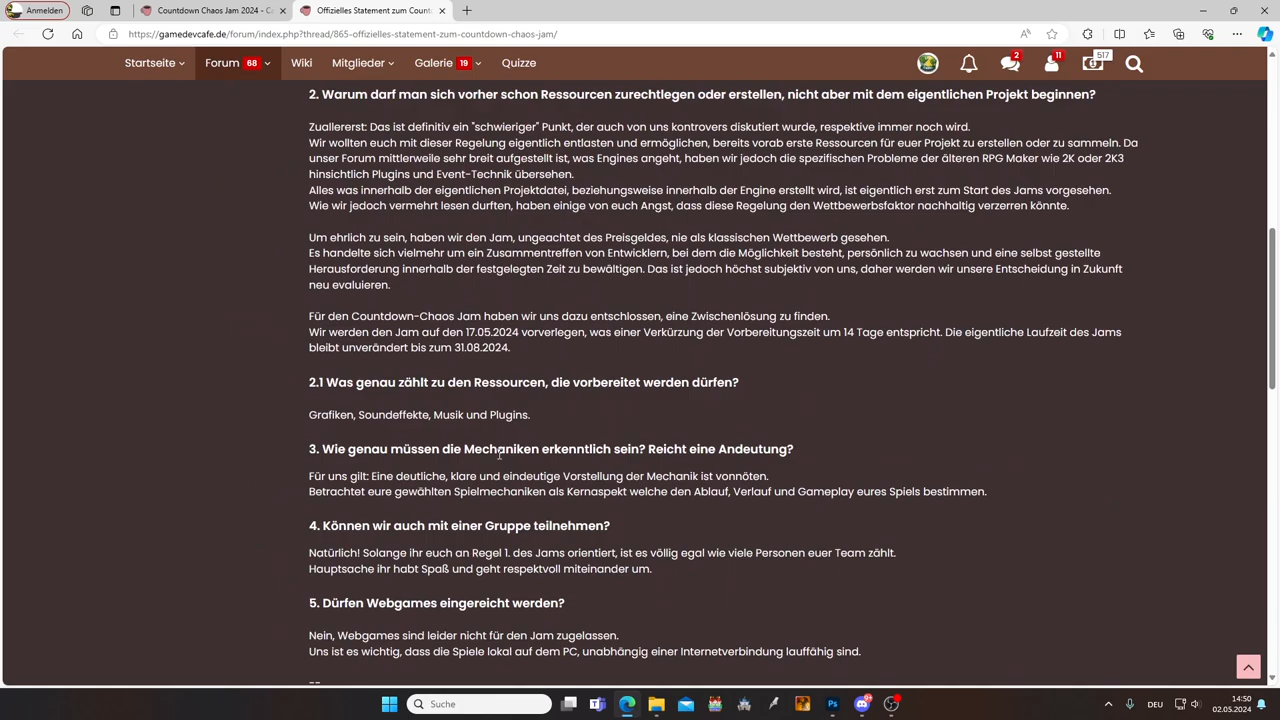 Anmelden
Countdown Chaos Jam 2024 - G
Offizielles Statement zum Count
https://gamedevcafe.de/forum/index.php?thread/865-offizielles-statement-zum-countdown-chaos-jam/
Startseite
Forum 68
Wiki
Mitglieder
Galerie 19
Quizze
2
11
517
2. Warum darf man sich vorher schon Ressourcen zurechtlegen oder erstellen, nicht aber mit dem eigentlichen Projekt beginnen?
Zuallererst: Das ist definitiv ein "schwieriger" Punkt, der auch von uns kontrovers diskutiert wurde, respektive immer noch wird.
Wir wollten euch mit dieser Regelung eigentlich entlasten und ermöglichen, bereits vorab erste Ressourcen für euer Projekt zu erstellen oder zu sammeln. Da
unser Forum mittlerweile sehr breit aufgestellt ist, was Engines angeht, haben wir jedoch die spezifischen Probleme der älteren RPG Maker wie 2K oder 2K3
hinsichtlich Plugins und Event-Technik übersehen.
Alles was innerhalb der eigentlichen Projektdatei, beziehungsweise innerhalb der Engine erstellt wird, ist eigentlich erst zum Start des Jams vorgesehen.
Wie wir jedoch vermehrt lesen durften, haben einige von euch Angst, dass diese Regelung den Wettbewerbsfaktor nachhaltig verzerren könnte.
Um ehrlich zu sein, haben wir den Jam, ungeachtet des Preisgeldes, nie als klassischen Wettbewerb gesehen.
Es handelte sich vielmehr um ein Zusammentreffen von Entwicklern, bei dem die Möglichkeit besteht, persönlich zu wachsen und eine selbst gestellte
Herausforderung innerhalb der festgelegten Zeit zu bewältigen. Das ist jedoch höchst subjektiv von uns, daher werden wir unsere Entscheidung in Zukunft
neu evaluieren.
Für den Countdown-Chaos Jam haben wir uns dazu entschlossen, eine Zwischenlösung zu finden.
Wir werden den Jam auf den 17.05.2024 vorverlegen, was einer Verkürzung der Vorbereitungszeit um 14 Tage entspricht. Die eigentliche Laufzeit des Jams
bleibt unverändert bis zum 31.08.2024.
2.1 Was genau zählt zu den Ressourcen, die vorbereitet werden dürfen?
Grafiken, Soundeffekte, Musik und Plugins.
3. Wie genau müssen die Mechaniken erkenntlich sein? Reicht eine Andeutung?
Für uns gilt: Eine deutliche, klare und eindeutige Vorstellung der Mechanik ist vonnöten.
Betrachtet eure gewählten Spielmechaniken als Kernaspekt welche den Ablauf, Verlauf und Gameplay eures Spiels bestimmen.
4. Können wir auch mit einer Gruppe teilnehmen?
Natürlich! Solange ihr euch an Regel 1. des Jams orientiert, ist es völlig egal wie viele Personen euer Team zählt.
Hauptsache ihr habt Spaß und geht respektvoll miteinander um.
5. Dürfen Webgames eingereicht werden?
Nein, Webgames sind leider nicht für den Jam zugelassen.
Uns ist es wichtig, dass die Spiele lokal auf dem PC, unabhängig einer Internetverbindung lauffähig sind.
--
Suche
DEU
14:50
02.05.2024